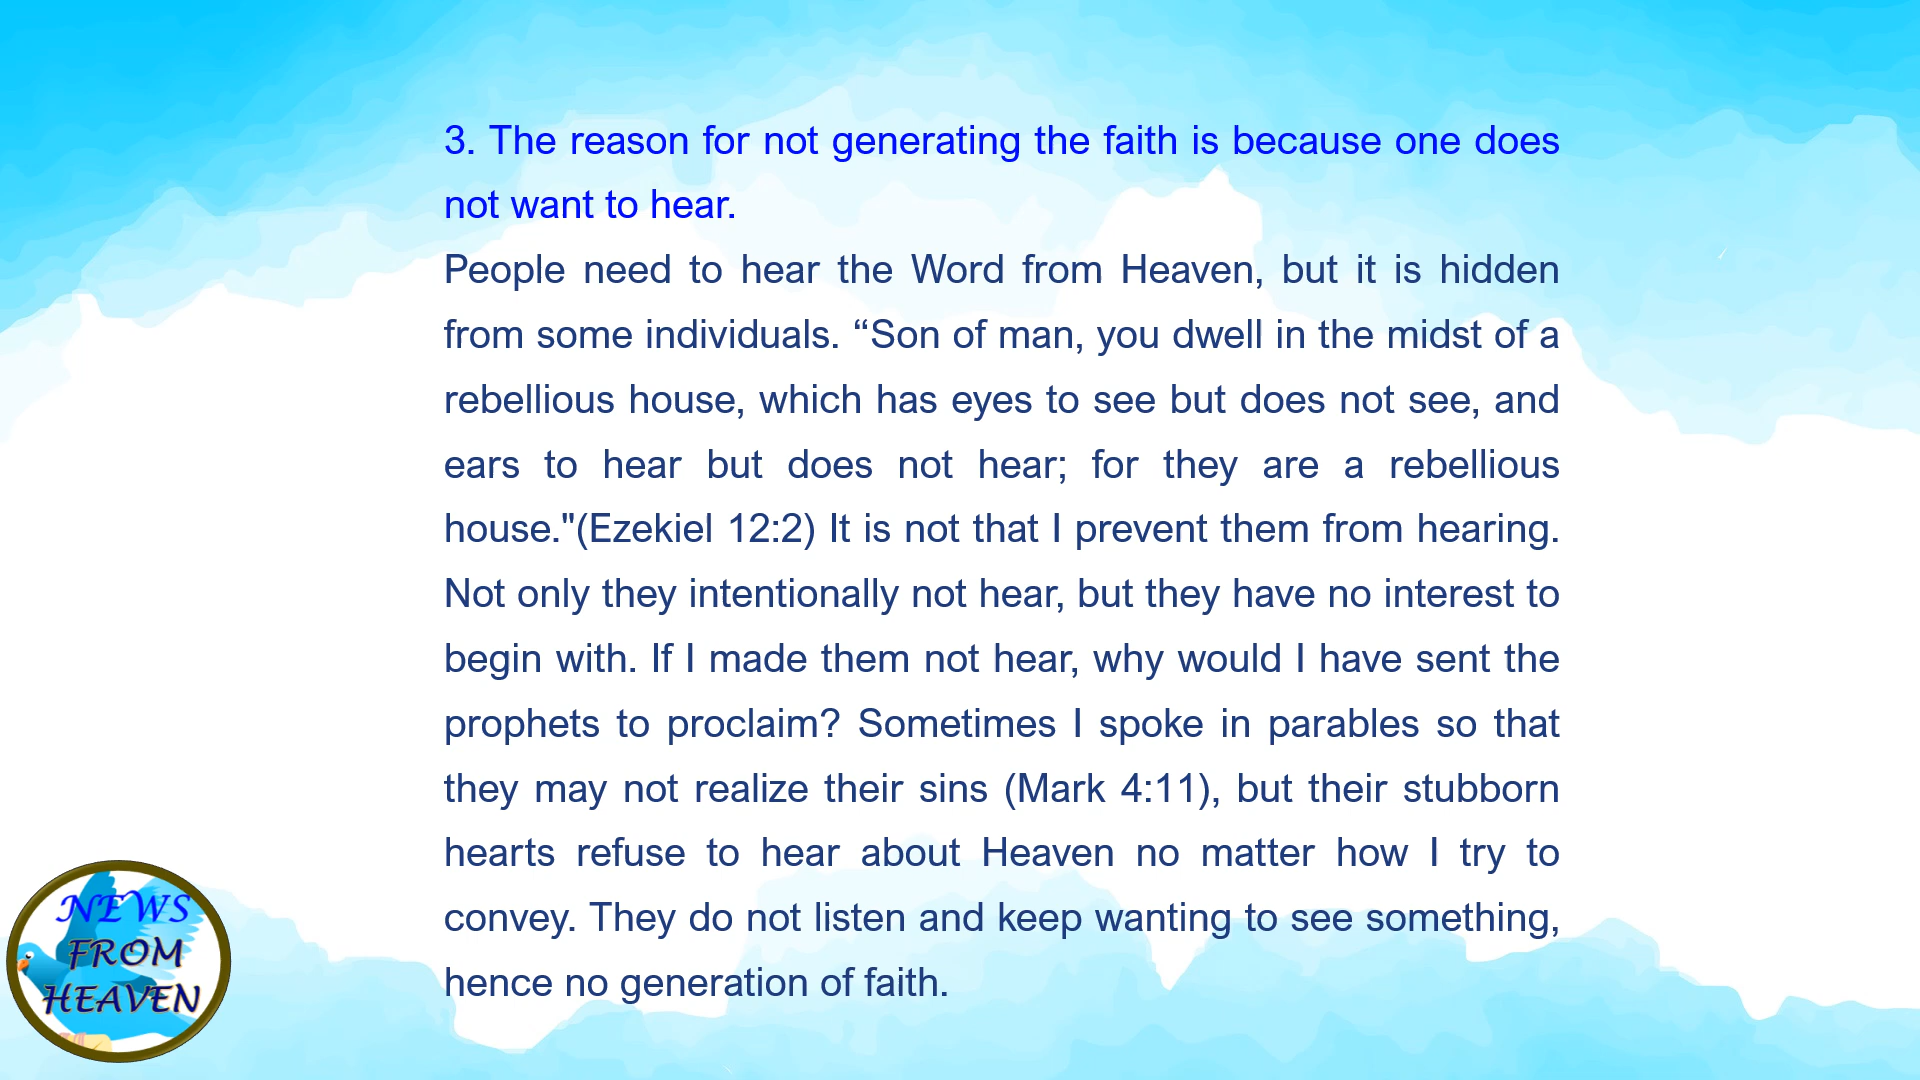 3. The reason for not generating the faith is because one does
not want to hear.
People need to hear the Word from Heaven, but it is hidden
from some individuals. “Son of man, you dwell in the midst of a
rebellious house, which has eyes to see but does not see, and
ears to hear but does not hear; for they are a rebellious
house."(Ezekiel 12:2) It is not that I prevent them from hearing.
Not only they intentionally not hear, but they have no interest to
begin with. If I made them not hear, why would I have sent the
prophets to proclaim? Sometimes I spoke in parables so that
they may not realize their sins (Mark 4:11), but their stubborn
hearts refuse to hear about Heaven no matter how I try to
convey. They do not listen and keep wanting to see something,
hence no generation of faith.
NEWS
FROM
HEAVEN